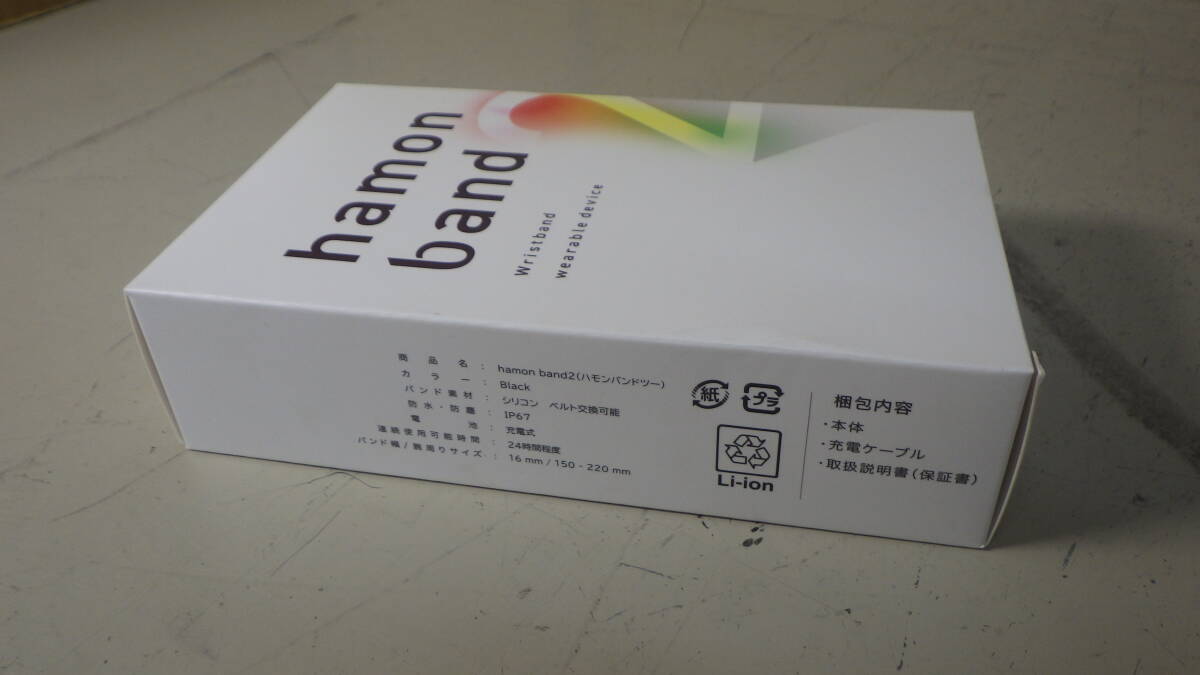 hamon
band
2
Wristband
wearable device
商品名 : hamon band2(ハモンバンドツー)
カラー : Black
バンド素材 : シリコン ベルト交換可能
防水・防塵 : IP67
電池 : 充電式
連続使用可能時間 : 24時間程度
バンド幅/腕周りサイズ : 16 mm / 150 - 220 mm
紙
プラ
Li-ion
梱包内容
・本体
・充電ケーブル
・取扱説明書(保証書)